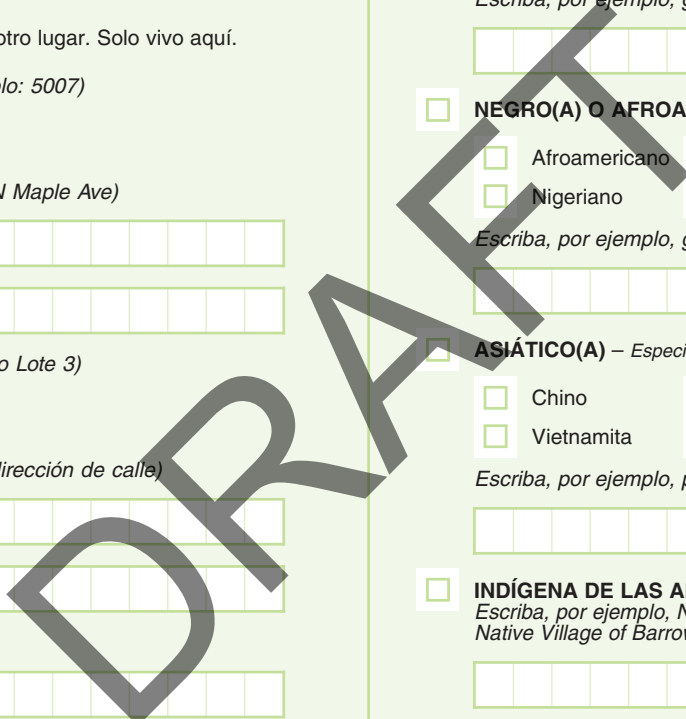 otro lugar. Solo vivo aquí.
lo: 5007)
N Maple Ave)
o Lote 3)
irección de calle)
Escriba, por ejemplo, g
NEGRO(A) O AFROA
Afroamericano
Nigeriano
Escriba, por ejemplo, g
ASIÁTICO(A) – Especi
Chino
Vietnamita
Escriba, por ejemplo, p
INDÍGENA DE LAS A
Escriba, por ejemplo, N
Native Village of Barrov
DRAFT